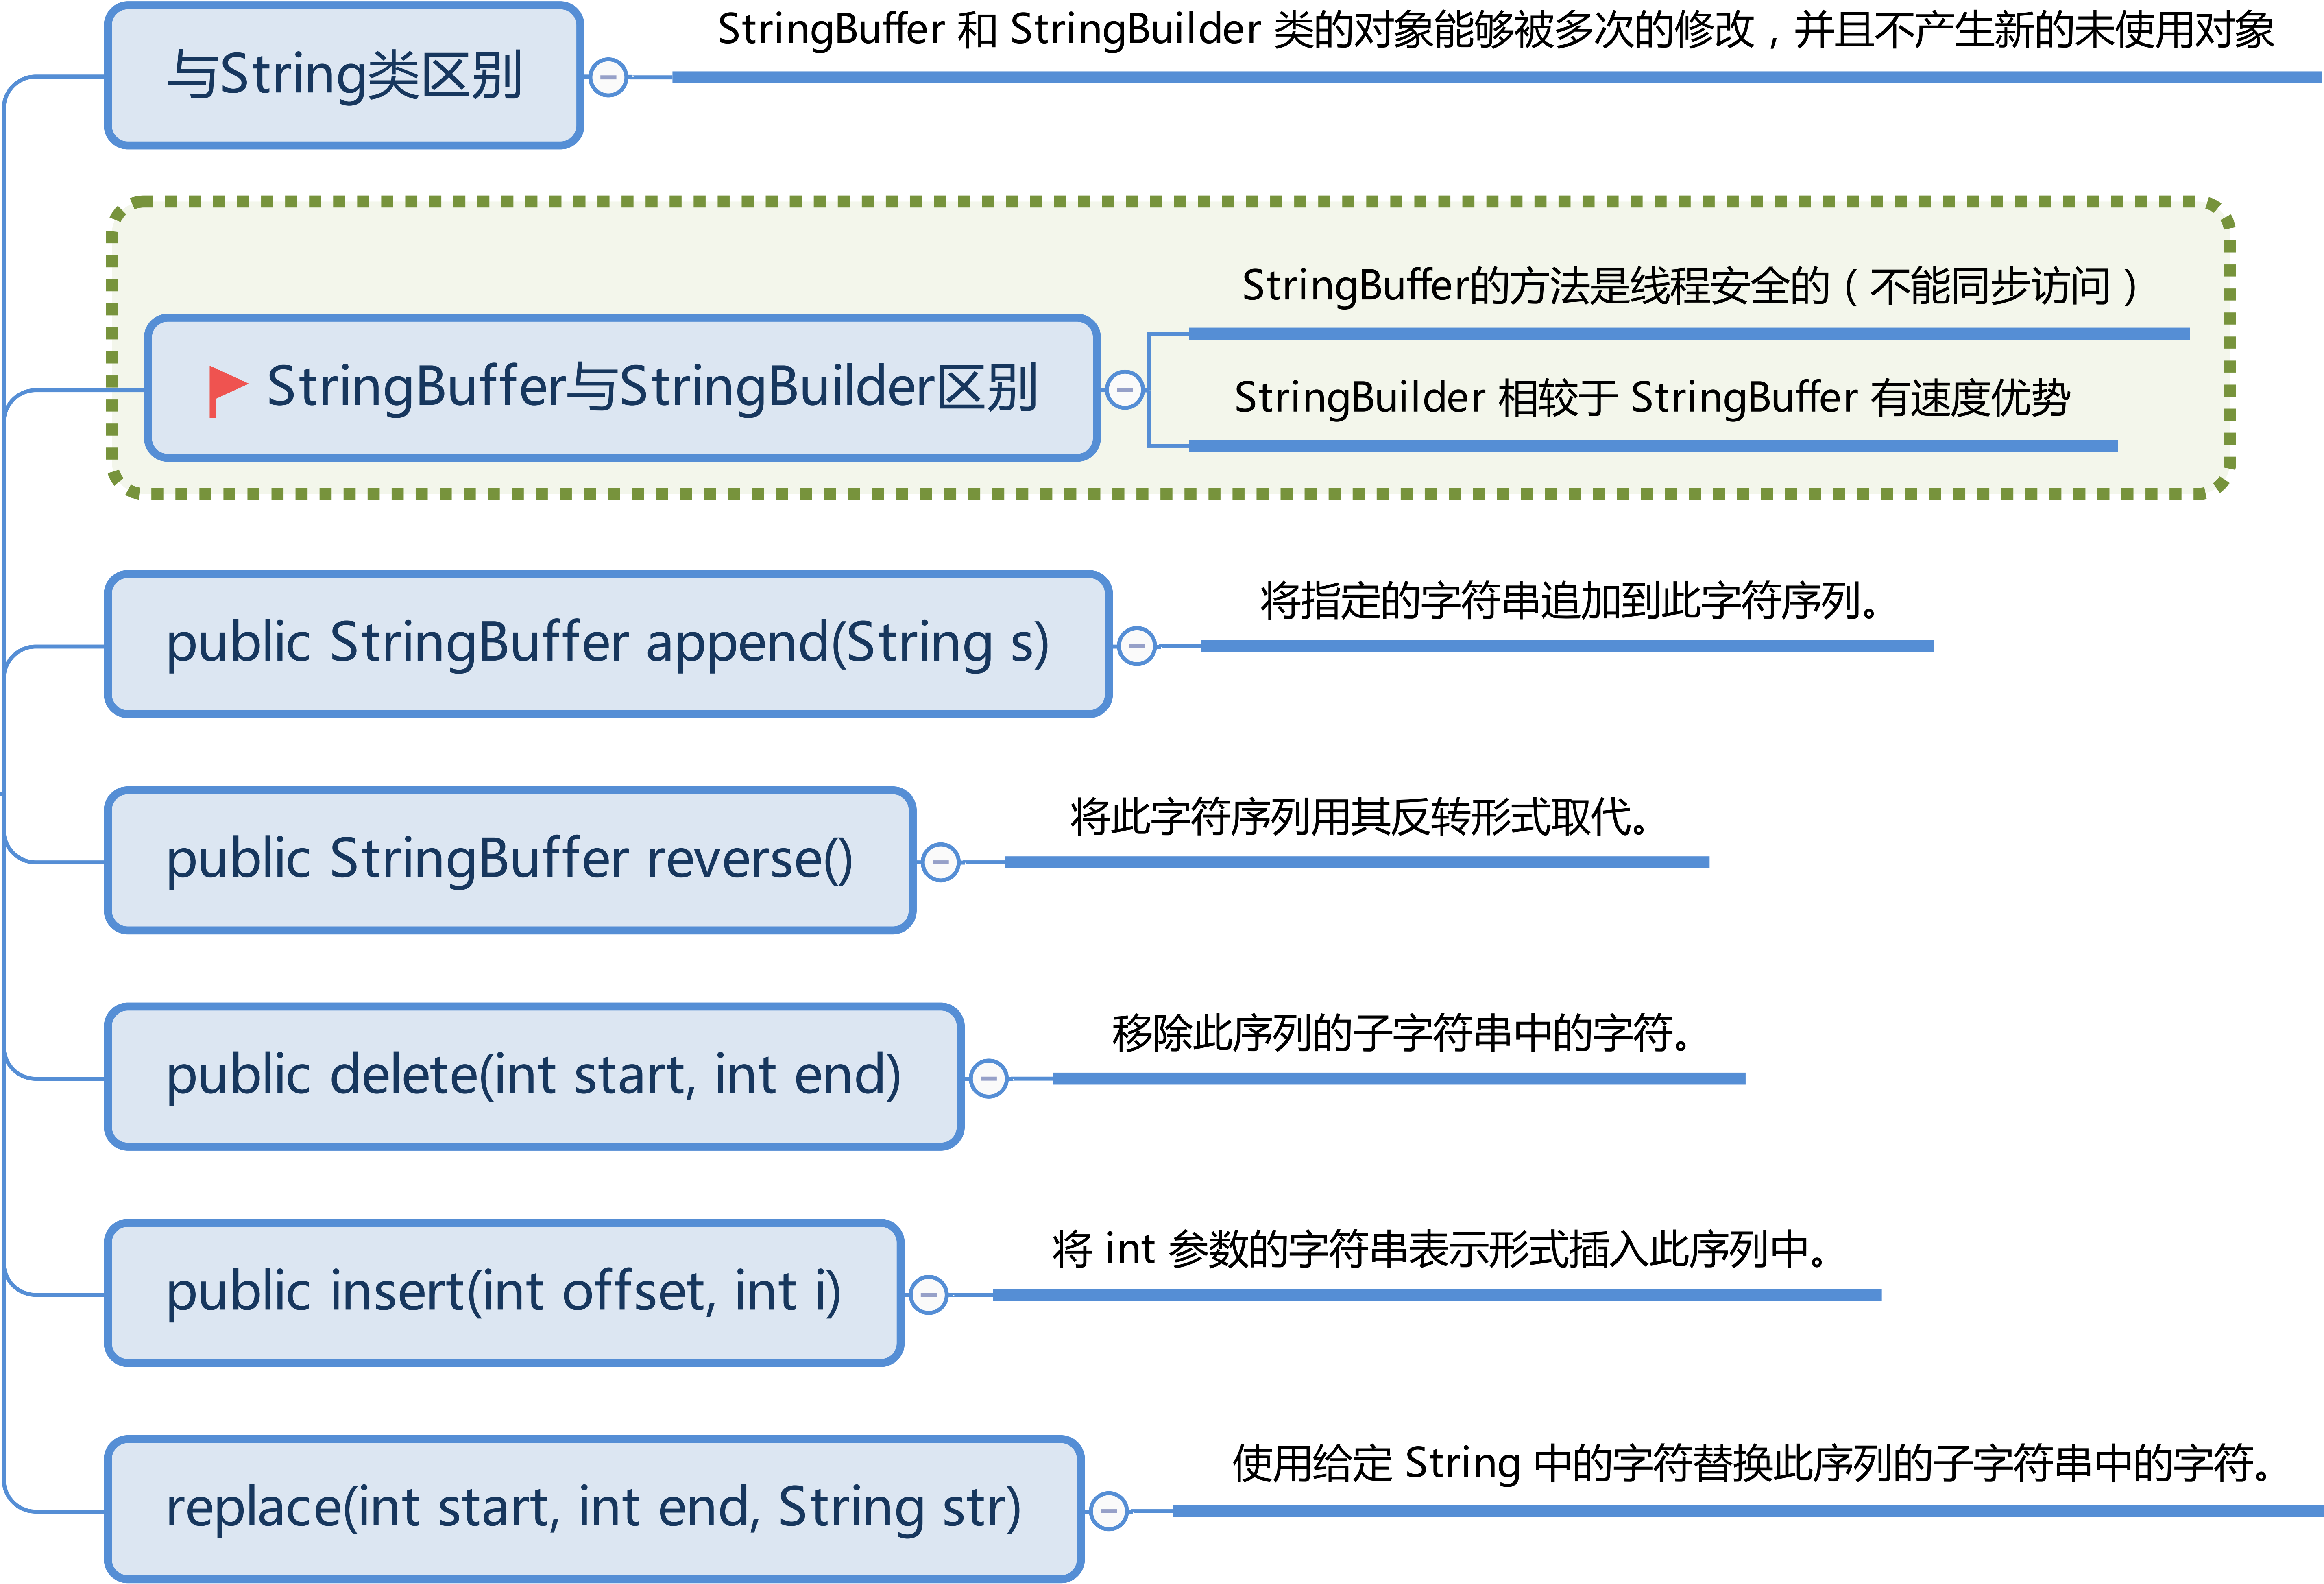 与String类区别
StringBuffer 和 StringBuilder 类的对象能够被多次的修改，并且不产生新的未使用对象
StringBuffer与StringBuilder区别
StringBuffer的方法是线程安全的（不能同步访问）
StringBuilder 相较于 StringBuffer 有速度优势
public StringBuffer append(String s)
将指定的字符串追加到此字符序列。
public StringBuffer reverse()
将此字符序列用其反转形式取代。
public delete(int start, int end)
移除此序列的子字符串中的字符。
public insert(int offset, int i)
将 int 参数的字符串表示形式插入此序列中。
replace(int start, int end, String str)
使用给定 String 中的字符替换此序列的子字符串中的字符。